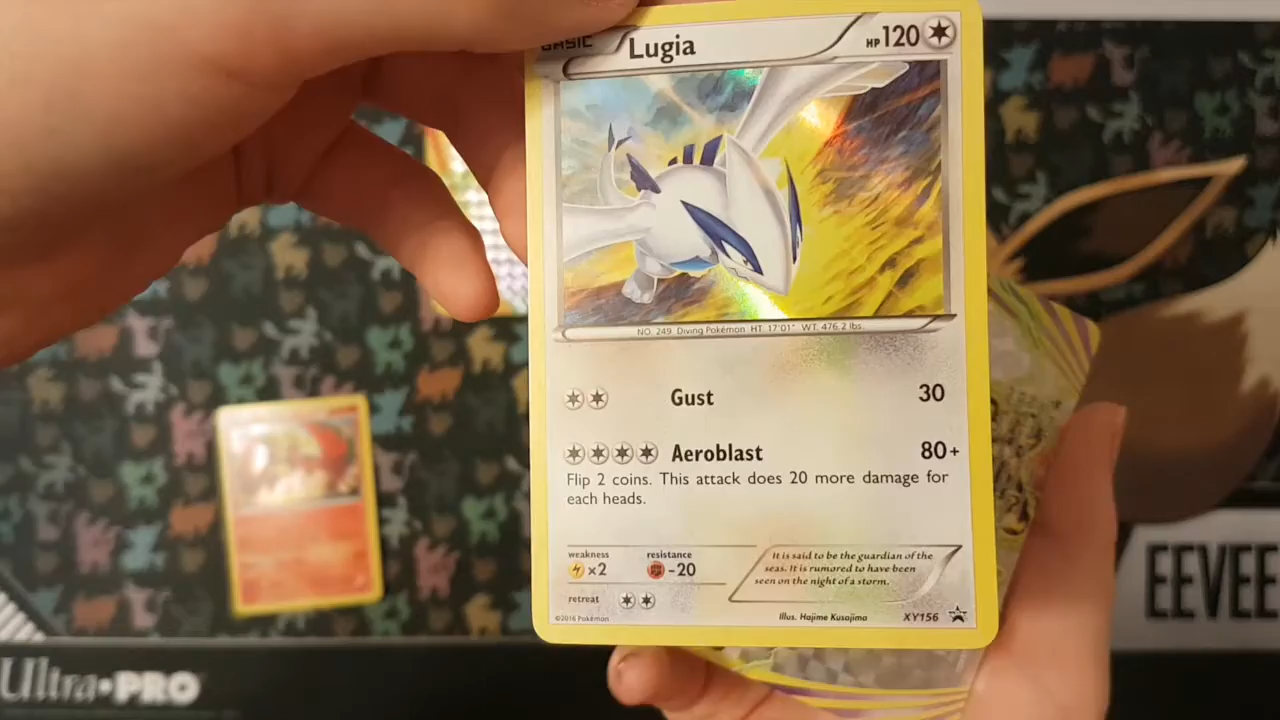 BASIC
Lugia
HP 120
NO. 249 Diving Pokémon HT 17'01" WT. 476.2 lbs.
Gust 30
Aeroblast 80+
Flip 2 coins. This attack does 20 more damage for
each heads.
weakness resistance
×2 -20
retreat
It is said to be the guardian of the
seas. It is rumored to have been
seen on the night of a storm.
©2016 Pokémon Illus. Hajime Kusajima XY156
EEVEE
Ultra•PRO